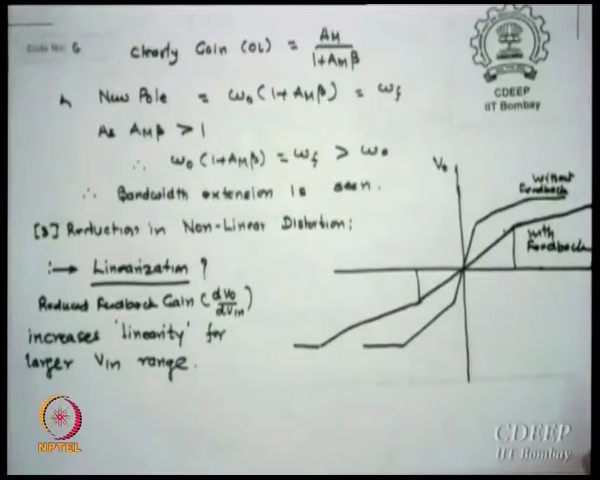 Code No. 6
Clearly Gain (OL) = AM / 1+AMβ
New Pole = ω0 (1+AMβ) = ωf
As AMβ > 1
∴ ω0 (1+AMβ) = ωf > ω0
∴ Bandwidth extension is seen.
[3] Reduction in Non-Linear Distortion:
:→ Linearization ?
Reduced Feedback Gain (dV0/dVin)
increases 'linearity' for
larger VIN range.
V0
without
Feedback
with
Feedback
CDEEP
IIT Bombay
NPTEL
CDEEP
IIT Bombay